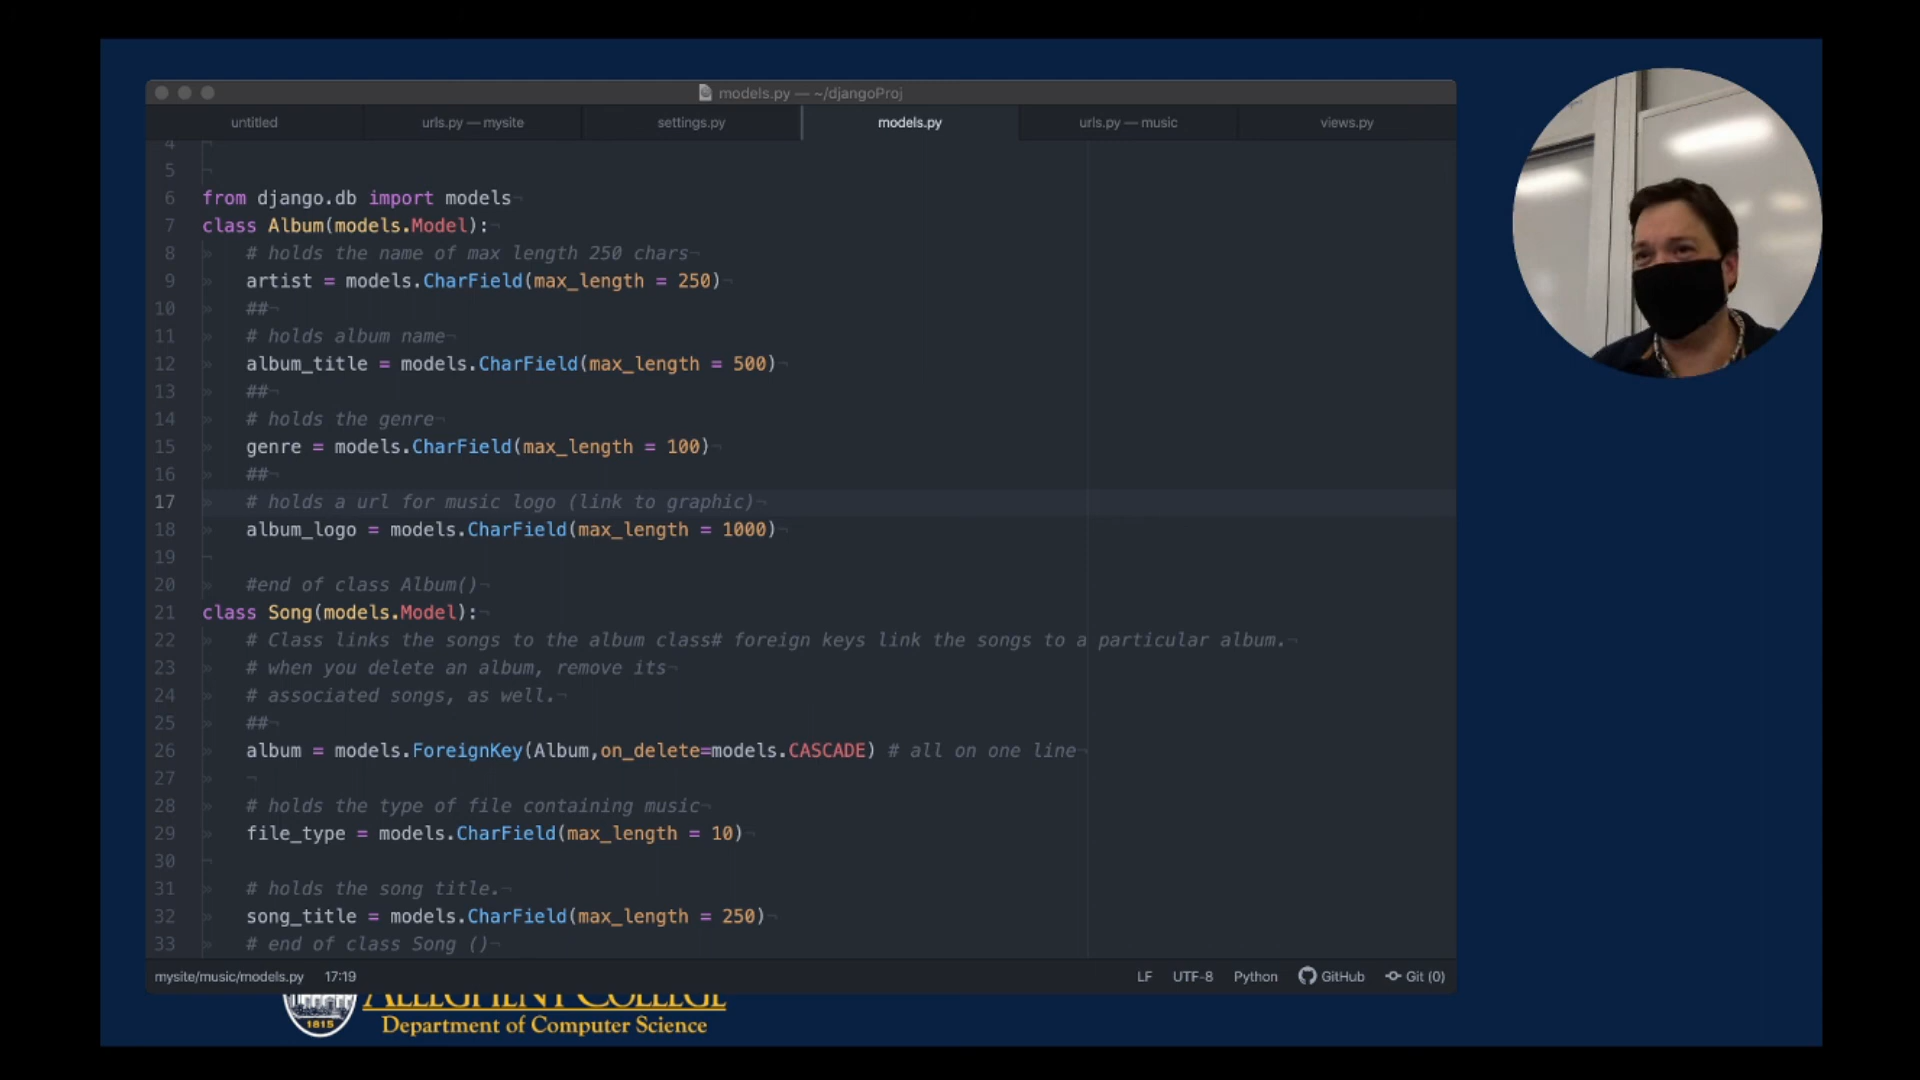 models.py — ~/djangoProj
untitled
urls.py — mysite
settings.py
models.py
urls.py — music
views.py
4
5
6 from django.db import models
7 class Album(models.Model):
8 # holds the name of max length 250 chars
9 artist = models.CharField(max_length = 250)
10 ##
11 # holds album name
12 album_title = models.CharField(max_length = 500)
13 ##
14 # holds the genre
15 genre = models.CharField(max_length = 100)
16 ##
17 # holds a url for music logo (link to graphic)
18 album_logo = models.CharField(max_length = 1000)
19
20 #end of class Album()
21 class Song(models.Model):
22 # Class links the songs to the album class# foreign keys link the songs to a particular album.
23 # when you delete an album, remove its
24 # associated songs, as well.
25 ##
26 album = models.ForeignKey(Album,on_delete=models.CASCADE) # all on one line
27
28 # holds the type of file containing music
29 file_type = models.CharField(max_length = 10)
30
31 # holds the song title.
32 song_title = models.CharField(max_length = 250)
33 # end of class Song ()
mysite/music/models.py 17:19 LF UTF-8 Python GitHub Git (0)
ALLEGHENY COLLEGE
1815
Department of Computer Science